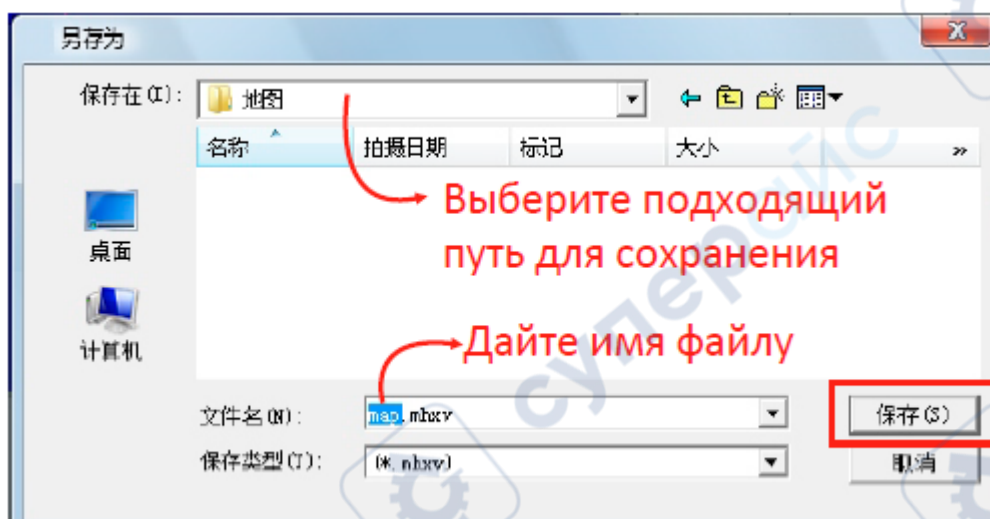 另存为
保存在(I):
地图
名称 拍摄日期 标记 大小 »
Выберите подходящий
путь для сохранения
桌面
Дайте имя файлу
计算机
文件名(N): map.mhxv
保存(S)
保存类型(T): (*.nhxv)
取消
суперайс